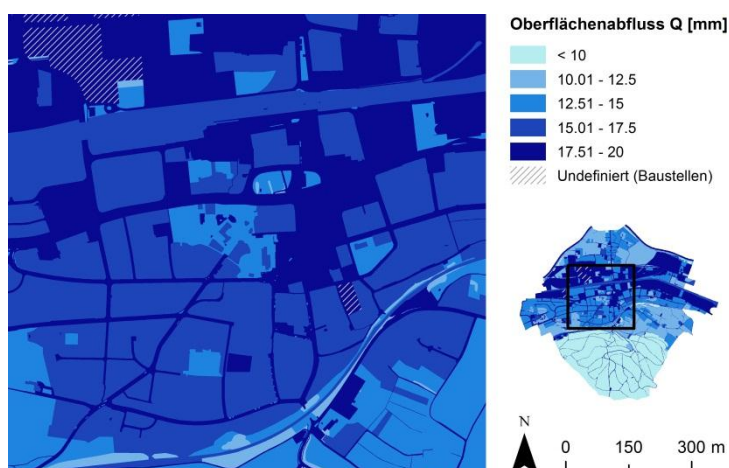 Oberflächenabfluss Q [mm]
< 10
10.01 - 12.5
12.51 - 15
15.01 - 17.5
17.51 - 20
Undefiniert (Baustellen)
N
0 150 300 m